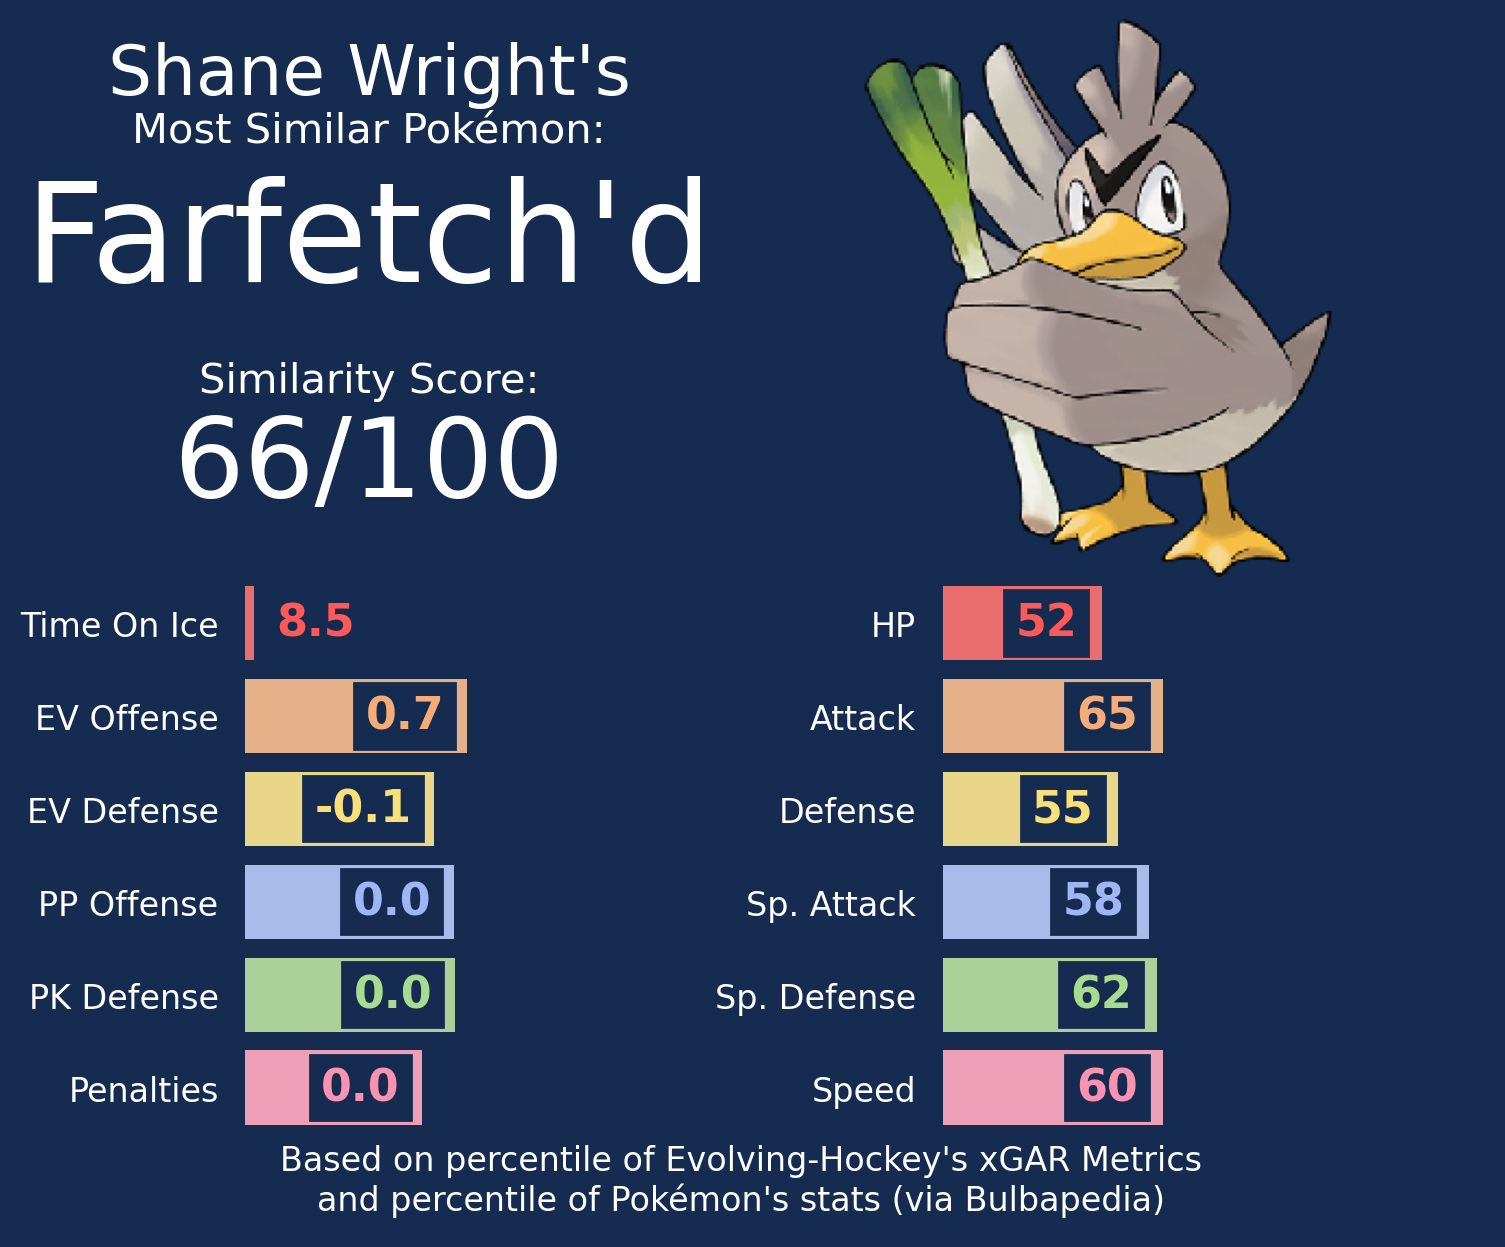 Shane Wright's
Most Similar Pokémon:
Farfetch'd
Similarity Score:
66/100
Time On Ice 8.5
EV Offense 0.7
EV Defense -0.1
PP Offense 0.0
PK Defense 0.0
Penalties 0.0
HP 52
Attack 65
Defense 55
Sp. Attack 58
Sp. Defense 62
Speed 60
Based on percentile of Evolving-Hockey's xGAR Metrics
and percentile of Pokémon's stats (via Bulbapedia)